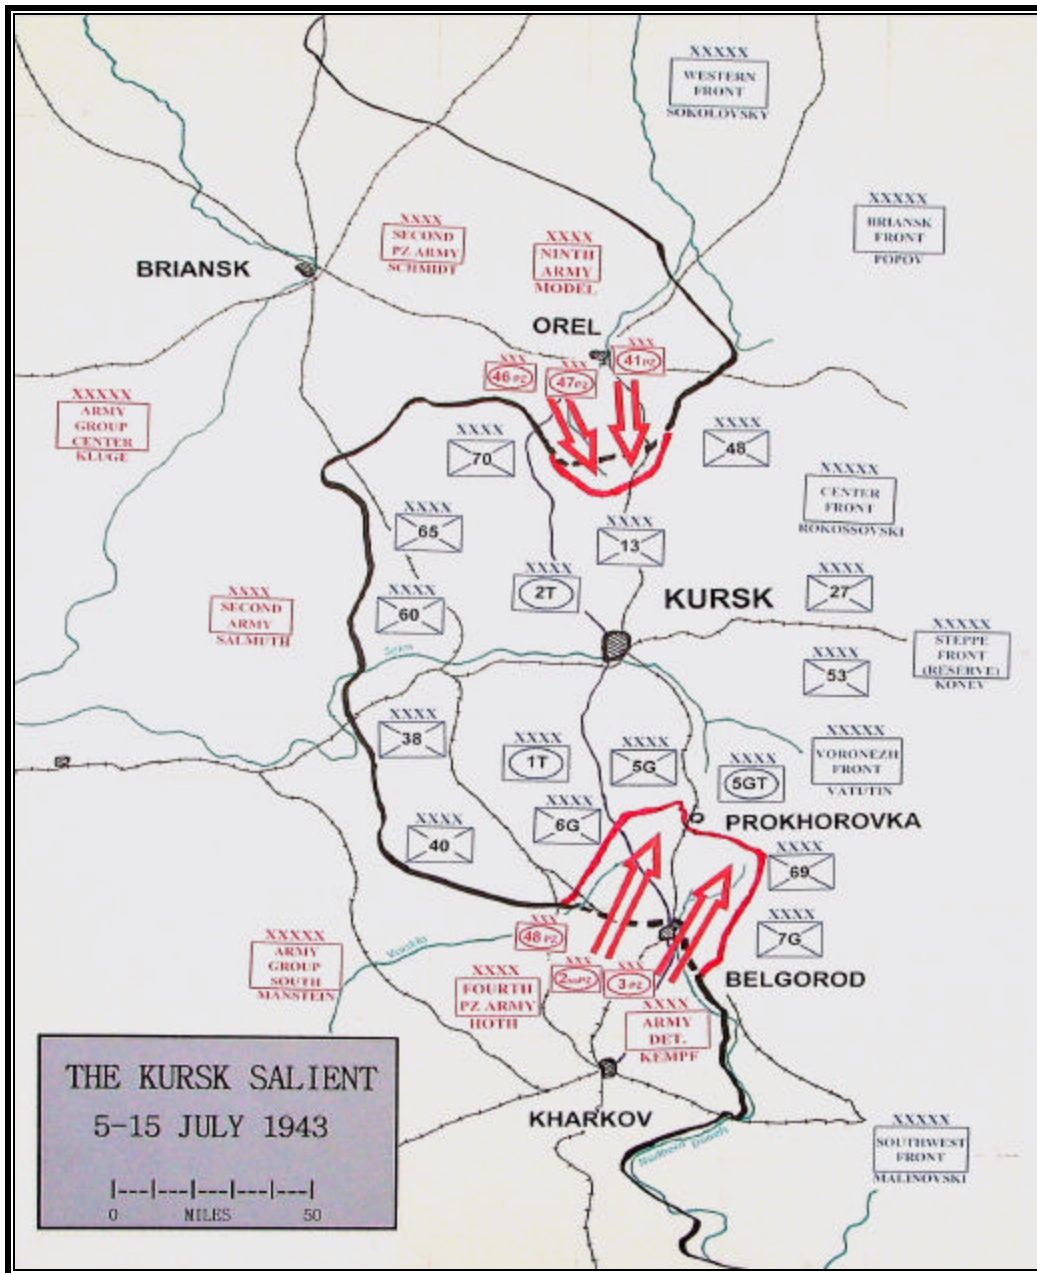 XXXXX
WESTERN
FRONT
SOKOLOVSKY
XXXXX
BRIANSK
FRONT
POPOV
XXXX
SECOND
PZ ARMY
SCHMIDT
XXXX
NINTH
ARMY
MODEL
BRIANSK
OREL
XXX
46 PZ
XXX
47 PZ
XXX
41 PZ
XXXXX
ARMY
GROUP
CENTER
KLUGE
XXXX
70
XXXX
48
XXXXX
CENTER
FRONT
ROKOSSOVSKI
XXXX
65
XXXX
13
XXXX
2T
XXXX
27
KURSK
XXXX
SECOND
ARMY
SALMUTH
XXXX
60
XXXXX
STEPPE
FRONT
(RESERVE)
KONEV
XXXX
53
XXXX
38
XXXX
1T
XXXX
5G
XXXX
5GT
XXXXX
VORONEZH
FRONT
VATUTIN
XXXX
6G
PROKHOROVKA
XXXX
40
XXXX
69
XXXX
7G
XXX
48 PZ
XXXXX
ARMY
GROUP
SOUTH
MANSTEIN
XXXX
FOURTH
PZ ARMY
HOTH
XXX
2SSPZ
XXX
3 PZ
BELGOROD
XXXX
ARMY
DET.
KEMPF
KHARKOV
Northern Donets
XXXXX
SOUTHWEST
FRONT
MALINOVSKI
THE KURSK SALIENT
5-15 JULY 1943
|---|---|---|---|---|
0 MILES 50